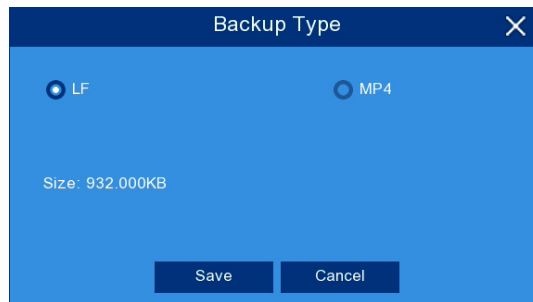 Backup Type
LF
MP4
Size: 932.000KB
Save
Cancel